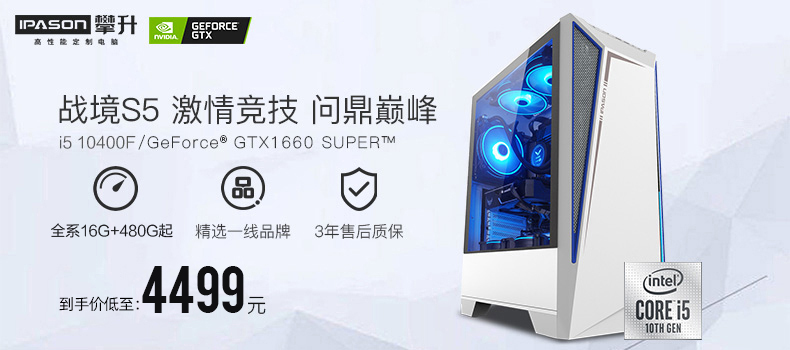 IPASON 攀升
高性能定制电脑
NVIDIA.
GEFORCE
GTX
战境S5 激情竞技 问鼎巅峰
i5 10400F/GeForce® GTX1660 SUPER™
全系16G+480G起
精选一线品牌
3年售后质保
到手价低至:4499元
IPASON
intel
CORE i5
10TH GEN